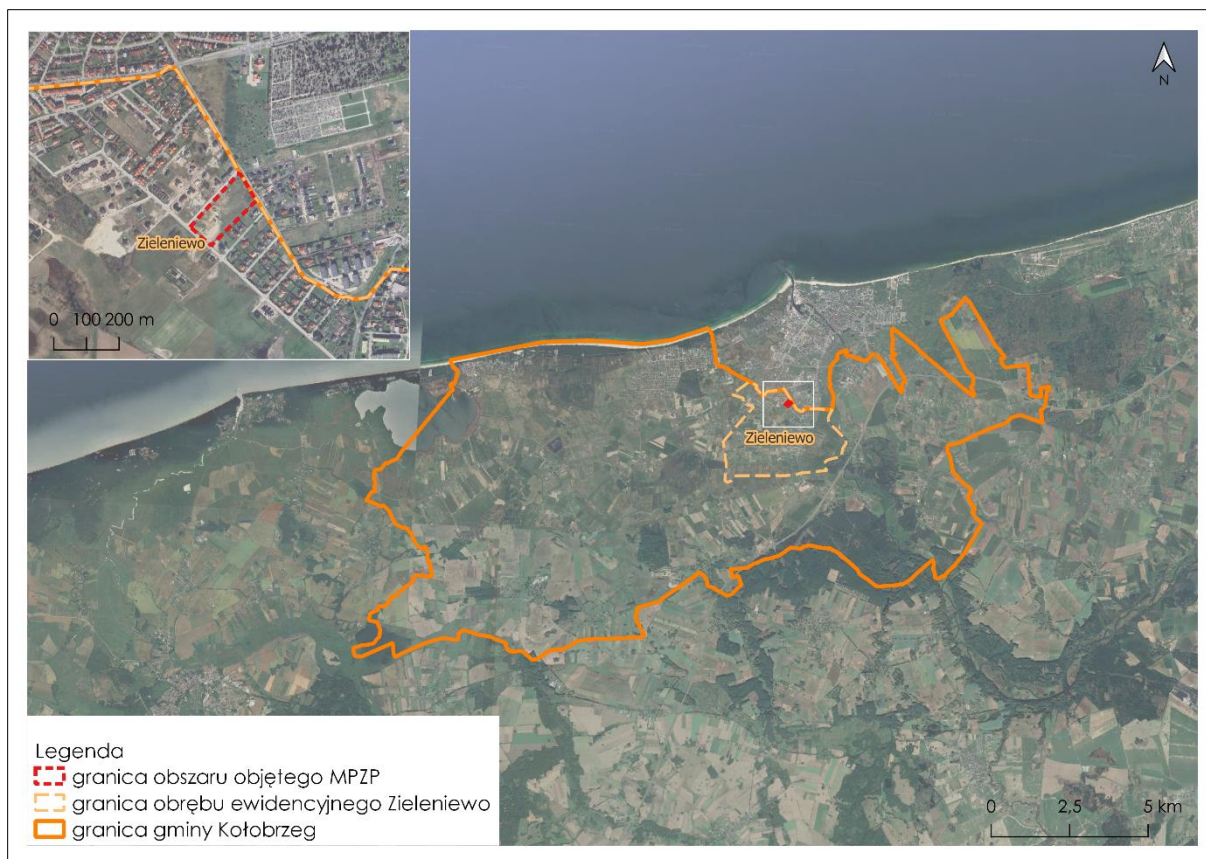 N
Zieleniewo
0 100 200 m
Zieleniewo
Legenda
granica obszaru objętego MPZP
granica obrębu ewidencyjnego Zieleniewo
granica gminy Kołobrzeg
0 2,5 5 km